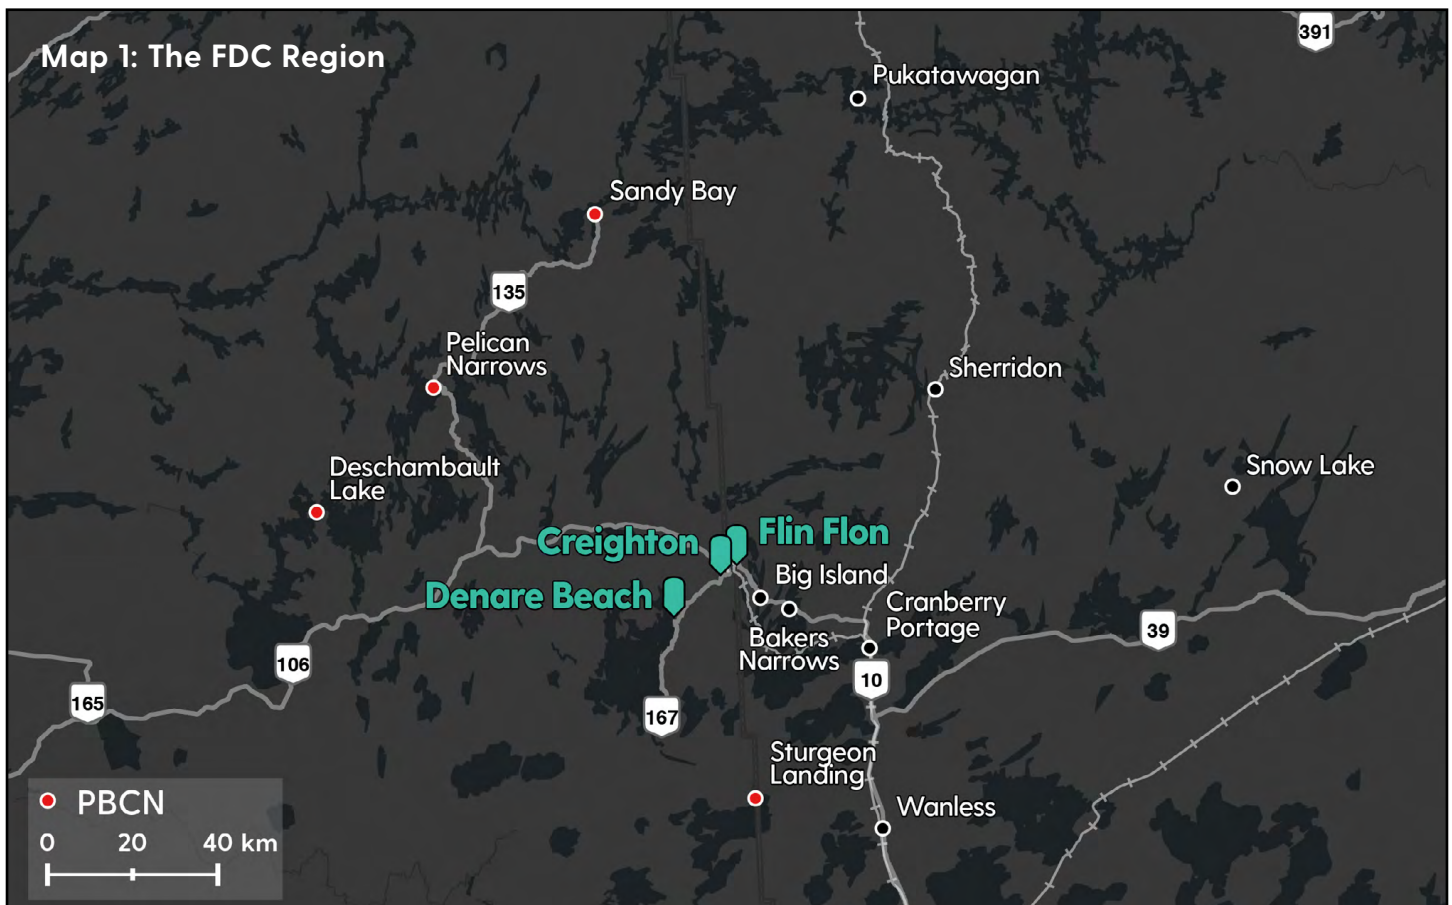 Map 1: The FDC Region
391
Pukatawagan
Sandy Bay
135
Pelican
Narrows
Sherridon
Deschambault
Lake
Snow Lake
Flin Flon
Creighton
Denare Beach
Big Island
Cranberry
Portage
Bakers
Narrows
39
106
10
165
167
Sturgeon
Landing
Wanless
PBCN
0 20 40 km